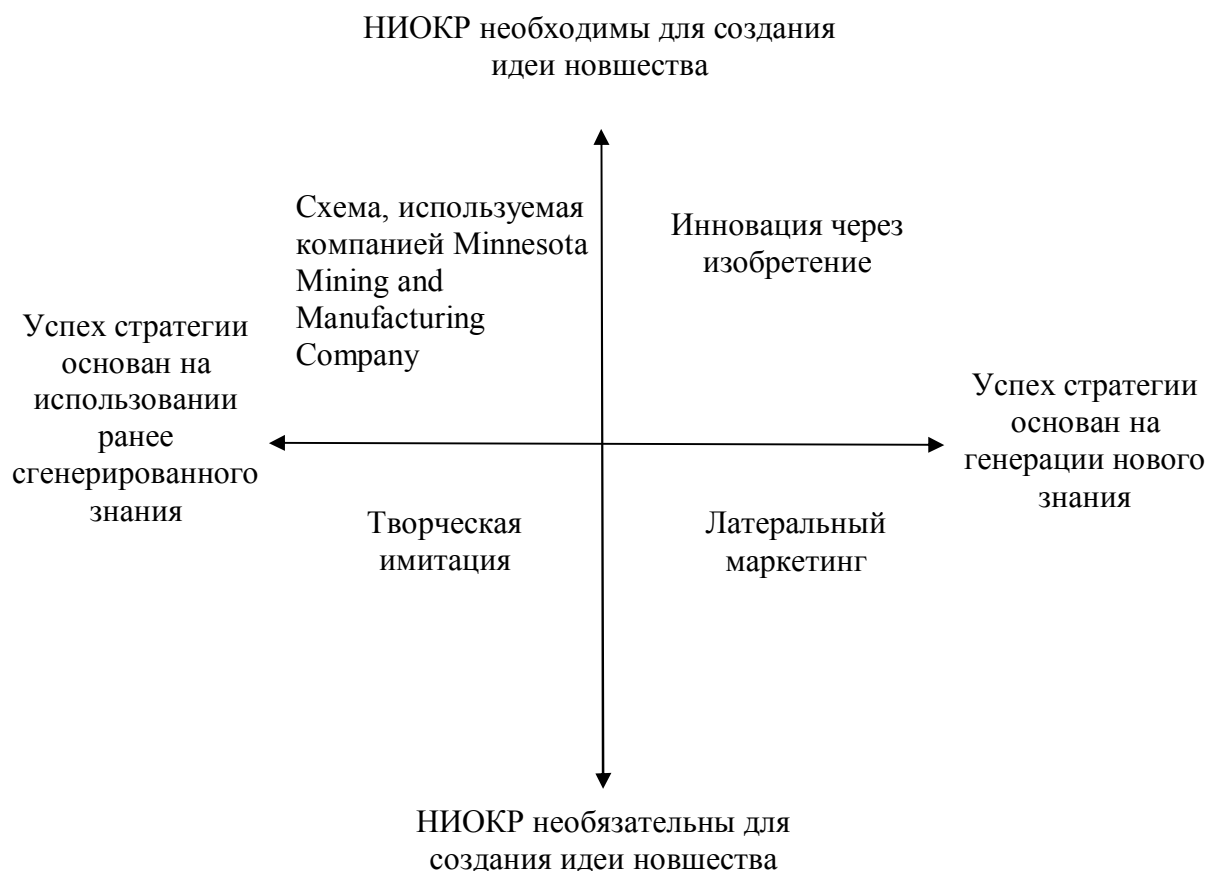 НИОКР необходимы для создания
идеи новшества
Схема, используемая
компанией Minnesota
Mining and
Manufacturing
Company
Инновация через
изобретение
Успех стратегии
основан на
использовании
ранее
сгенерированного
знания
Успех стратегии
основан на
генерации нового
знания
Творческая
имитация
Латеральный
маркетинг
НИОКР необязательны для
создания идеи новшества